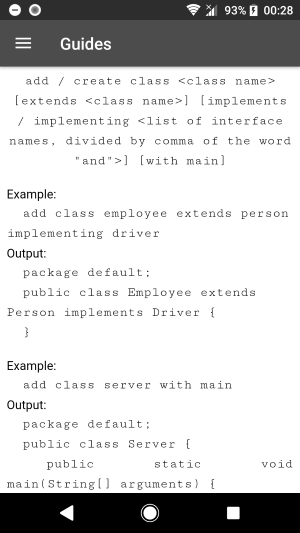 93% 00:28
Guides
add / create class <class name>
[extends <class name>] [implements
/ implementing <list of interface
names, divided by comma of the word
"and">] [with main]
Example:
add class employee extends person
implementing driver
Output:
package default;
public class Employee extends
Person implements Driver {
}
Example:
add class server with main
Output:
package default;
public class Server {
public static void
main(String[] arguments) {